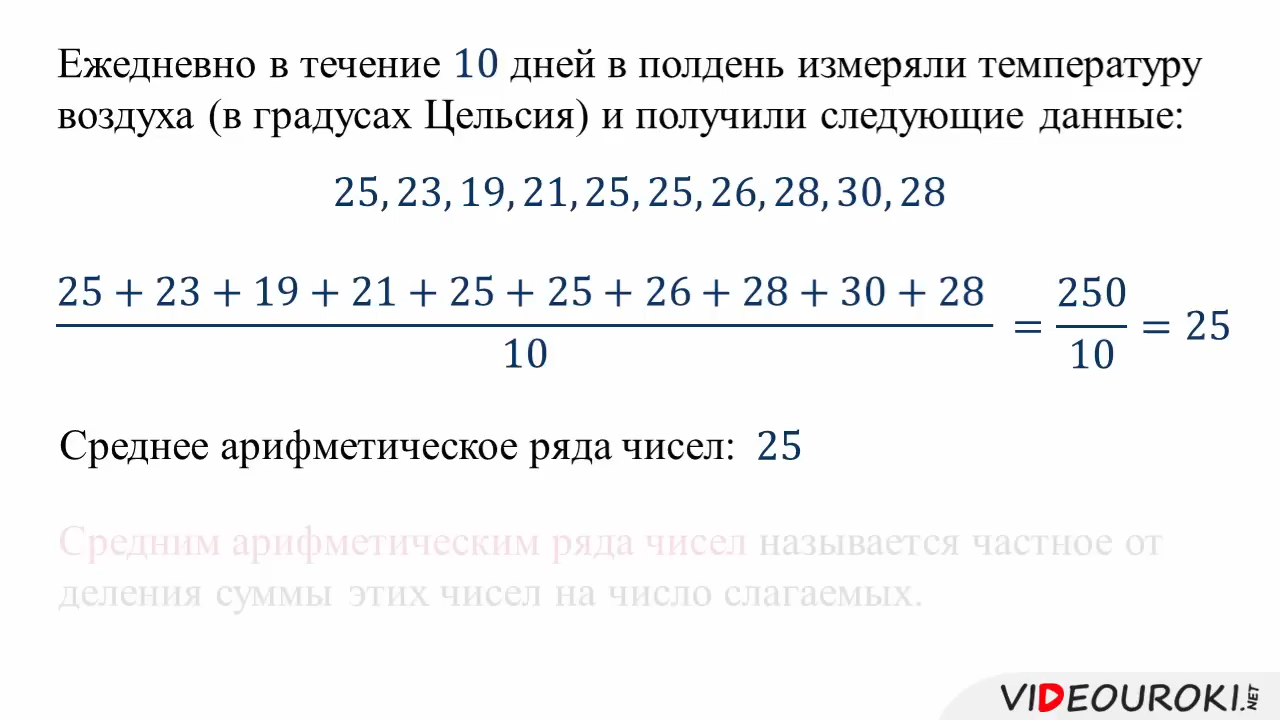 Ежедневно в течение 10 дней в полдень измеряли температуру
воздуха (в градусах Цельсия) и получили следующие данные:
25, 23, 19, 21, 25, 25, 26, 28, 30, 28
25 + 23 + 19 + 21 + 25 + 25 + 26 + 28 + 30 + 28
10
=
250
10
= 25
Среднее арифметическое ряда чисел: 25
Средним арифметическим ряда чисел называется частное от
деления суммы этих чисел на число слагаемых.
VIDEOUROKI.NET